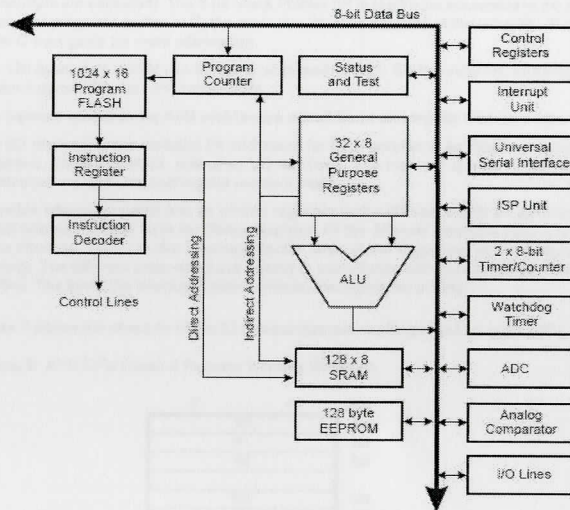 8-bit Data Bus
1024 x 16
Program
FLASH
Program
Counter
Status
and Test
Control
Registers
Interrupt
Unit
Instruction
Register
32 x 8
General
Purpose
Registers
Universal
Serial Interface
ISP Unit
Instruction
Decoder
2 x 8-bit
Timer/Counter
Control Lines
Direct Addressing
Indirect Addressing
ALU
Watchdog
Timer
128 x 8
SRAM
ADC
128 byte
EEPROM
Analog
Comparator
I/O Lines